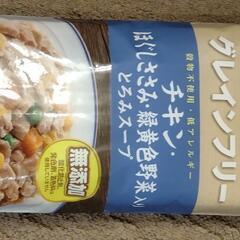 グレインフリー
穀物不使用・低アレルギー
チキン・
ほぐしささみ・緑黄色野菜入り
とろみスープ
無添加